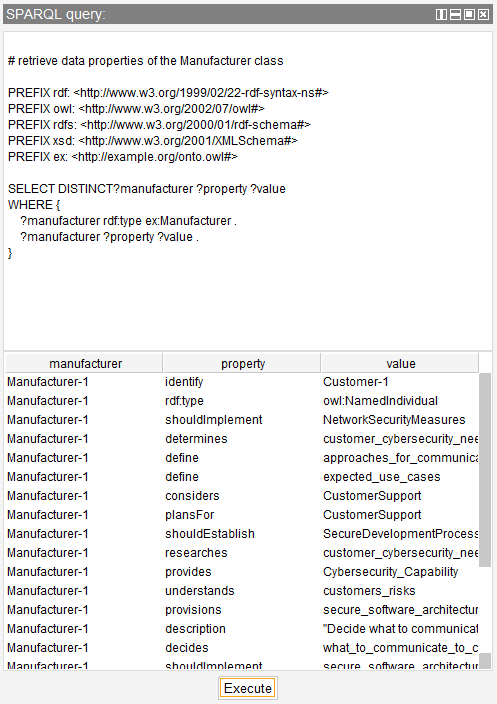 SPARQL query:
# retrieve data properties of the Manufacturer class
PREFIX rdf: <http://www.w3.org/1999/02/22-rdf-syntax-ns#>
PREFIX owl: <http://www.w3.org/2002/07/owl#>
PREFIX rdfs: <http://www.w3.org/2000/01/rdf-schema#>
PREFIX xsd: <http://www.w3.org/2001/XMLSchema#>
PREFIX ex: <http://example.org/onto.owl#>
SELECT DISTINCT?manufacturer ?property ?value
WHERE {
?manufacturer rdf:type ex:Manufacturer .
?manufacturer ?property ?value .
}
manufacturer property value
Manufacturer-1 identify Customer-1
Manufacturer-1 rdf:type owl:NamedIndividual
Manufacturer-1 shouldImplement NetworkSecurityMeasures
Manufacturer-1 determines customer_cybersecurity_nee
Manufacturer-1 define approaches_for_communica
Manufacturer-1 define expected_use_cases
Manufacturer-1 considers CustomerSupport
Manufacturer-1 plansFor CustomerSupport
Manufacturer-1 shouldEstablish SecureDevelopmentProcess
Manufacturer-1 researches customer_cybersecurity_nee
Manufacturer-1 provides Cybersecurity_Capability
Manufacturer-1 understands customers_risks
Manufacturer-1 provisions secure_software_architectur
Manufacturer-1 description "Decide what to communicat
Manufacturer-1 decides what_to_communicate_to_c
Manufacturer-1 shouldImplement secure_software_architectur
Execute